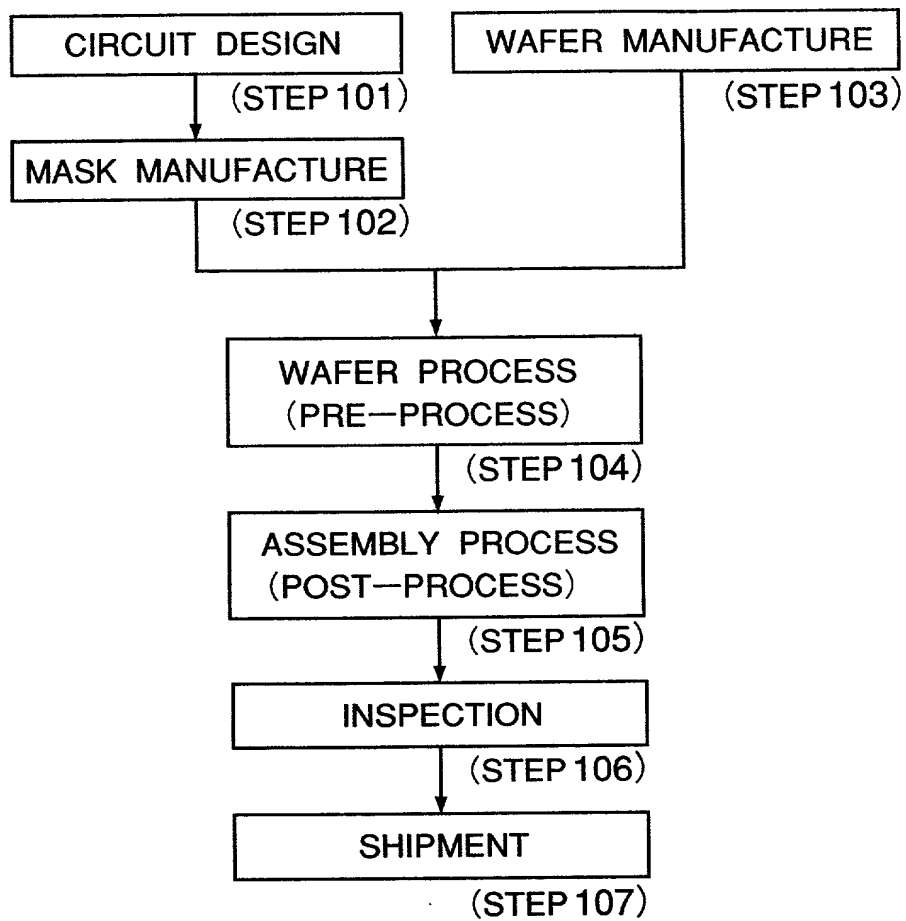 CIRCUIT DESIGN
(STEP 101)
WAFER MANUFACTURE
(STEP 103)
MASK MANUFACTURE
(STEP 102)
WAFER PROCESS
(PRE—PROCESS)
(STEP 104)
ASSEMBLY PROCESS
(POST—PROCESS)
(STEP 105)
INSPECTION
(STEP 106)
SHIPMENT
(STEP 107)